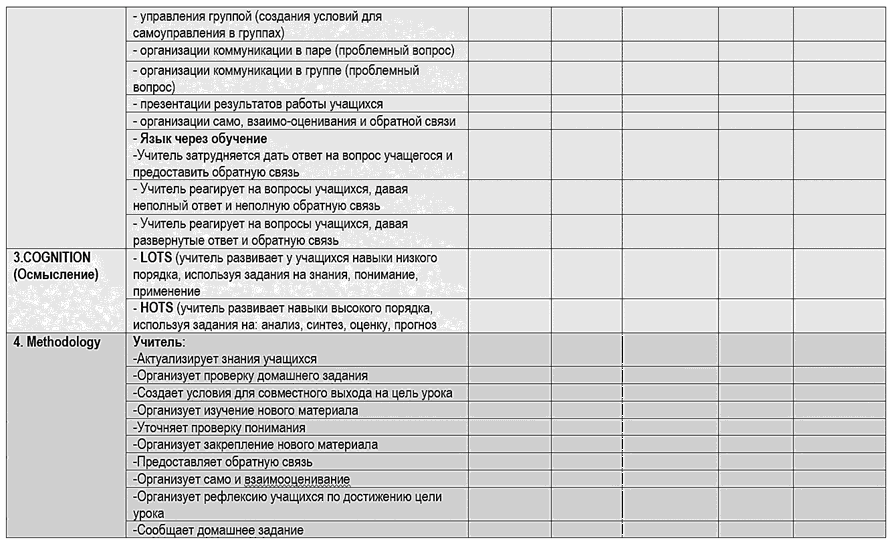 - управления группой (создания условий для
самоуправления в группах)
- организации коммуникации в паре (проблемный вопрос)
- организации коммуникации в группе (проблемный
вопрос)
- презентации результатов работы учащихся
- организации само, взаимо-оценивания и обратной связи
- Язык через обучение
-Учитель затрудняется дать ответ на вопрос учащегося и
предоставить обратную связь
- Учитель реагирует на вопросы учащихся, давая
неполный ответ и неполную обратную связь
- Учитель реагирует на вопросы учащихся, давая
развернутые ответ и обратную связь
3.COGNITION
(Осмысление)
- LOTS (учитель развивает у учащихся навыки низкого
порядка, используя задания на знания, понимание,
применение
- HOTS (учитель развивает навыки высокого порядка,
используя задания на: анализ, синтез, оценку, прогноз
4. Methodology
Учитель:
-Актуализирует знания учащихся
-Организует проверку домашнего задания
-Создает условия для совместного выхода на цель урока
-Организует изучение нового материала
-Уточняет проверку понимания
-Организует закрепление нового материала
-Предоставляет обратную связь
-Организует само и взаимооценивание
-Организует рефлексию учащихся по достижению цели
урока
-Сообщает домашнее задание